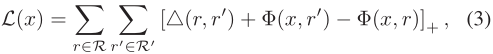 ℒ(x) = ∑_{r∈ℛ} ∑_{r′∈ℛ′} [△(r, r′) + Φ(x, r′) − Φ(x, r)]₊ , (3)